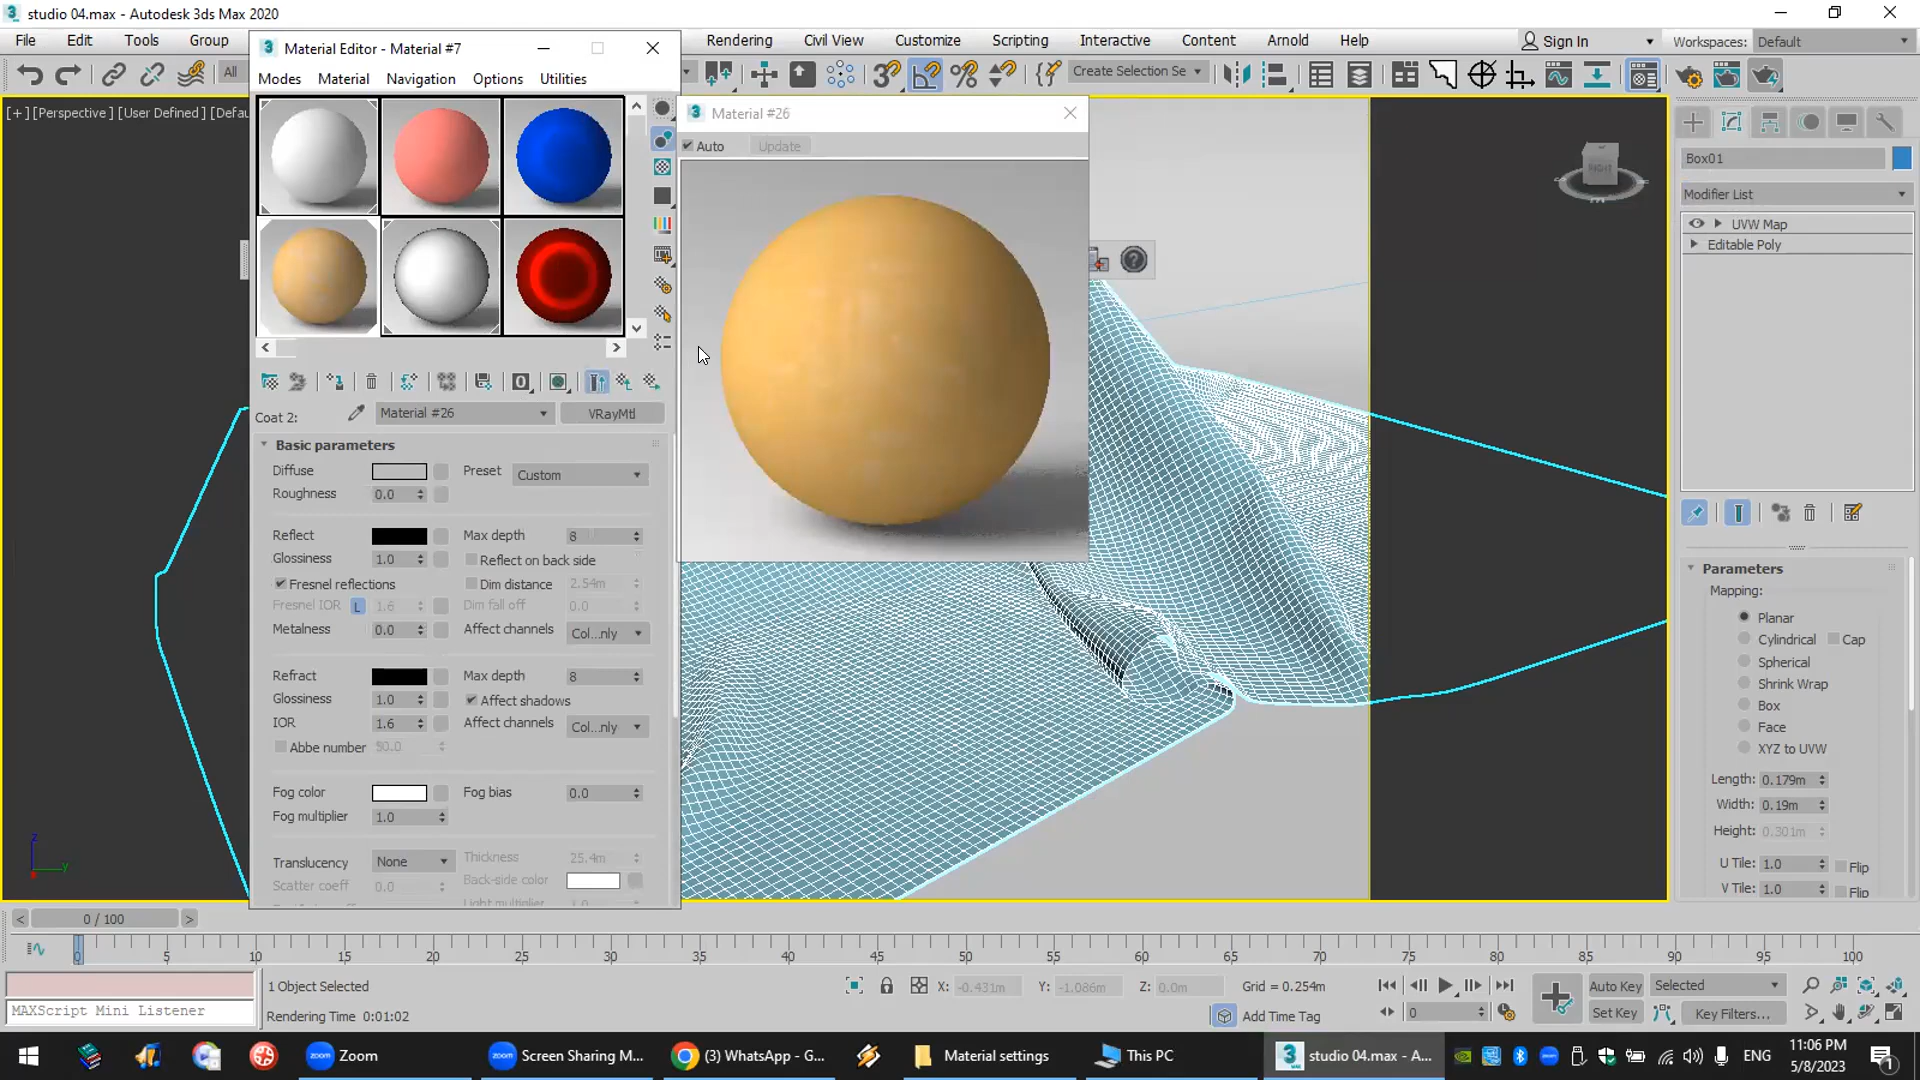 studio 04.max - Autodesk 3ds Max 2020
File Edit Tools Group Rendering Civil View Customize Scripting Interactive Content Arnold Help Sign In Workspaces: Default
Material Editor - Material #7
Modes Material Navigation Options Utilities
All Create Selection Se
[+] [Perspective ] [User Defined ] [Defau
Material #26
Auto Update
RIGHT
Box01
Modifier List
UVW Map
Editable Poly
Coat 2: Material #26 VRayMtl
Basic parameters
Diffuse Preset Custom
Roughness 0.0
Reflect Max depth 8
Glossiness 1.0 Reflect on back side
Fresnel reflections Dim distance 2.54m
Fresnel IOR L 1.6 Dim fall off 0.0
Metalness 0.0 Affect channels Col...nly
Refract Max depth 8
Glossiness 1.0 Affect shadows
IOR 1.6 Affect channels Col...nly
Abbe number 50.0
Fog color Fog bias 0.0
Fog multiplier 1.0
Translucency None Thickness 25.4m
Scatter coeff 0.0 Back-side color
Light multiplier 1.0
Parameters
Mapping:
Planar
Cylindrical Cap
Spherical
Shrink Wrap
Box
Face
XYZ to UVW
Length: 0.179m
Width: 0.19m
Height: 0.301m
U Tile: 1.0 Flip
V Tile: 1.0 Flip
z
y
0 / 100
0 5 10 15 20 25 30 35 40 45 50 55 60 65 70 75 80 85 90 95 100
1 Object Selected X: -0.431m Y: -1.086m Z: 0.0m Grid = 0.254m Auto Key Selected
MAXScript Mini Listener Rendering Time 0:01:02 Add Time Tag 0 Set Key Key Filters...
Zoom Screen Sharing M... (3) WhatsApp - G... Material settings This PC studio 04.max - A... ENG 11:06 PM
5/8/2023
1